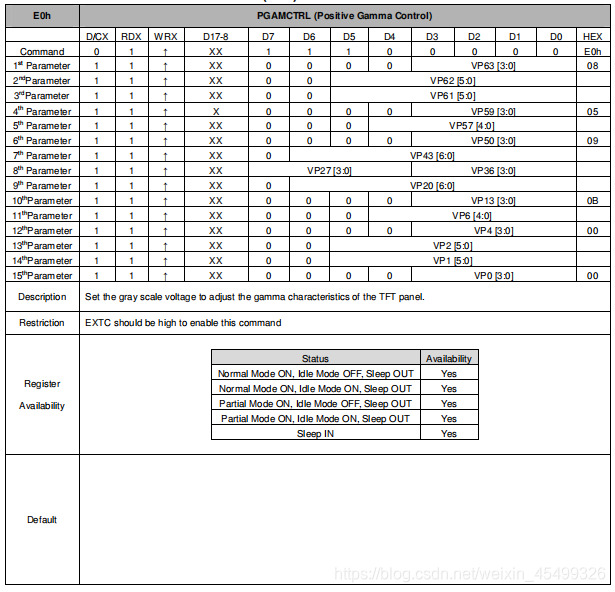 E0h PGAMCTRL (Positive Gamma Control)
D/CX RDX WRX D17-8 D7 D6 D5 D4 D3 D2 D1 D0 HEX
Command 0 1 ↑ XX 1 1 1 0 0 0 0 0 E0h
1st Parameter 1 1 ↑ XX 0 0 0 0 VP63 [3:0] 08
2ndParameter 1 1 ↑ XX 0 0 VP62 [5:0]
3rdParameter 1 1 ↑ XX 0 0 VP61 [5:0]
4th Parameter 1 1 ↑ X 0 0 0 0 VP59 [3:0] 05
5th Parameter 1 1 ↑ XX 0 0 0 VP57 [4:0]
6th Parameter 1 1 ↑ XX 0 0 0 0 VP50 [3:0] 09
7th Parameter 1 1 ↑ XX 0 VP43 [6:0]
8th Parameter 1 1 ↑ XX VP27 [3:0] VP36 [3:0]
9th Parameter 1 1 ↑ XX 0 VP20 [6:0]
10thParameter 1 1 ↑ XX 0 0 0 0 VP13 [3:0] 0B
11thParameter 1 1 ↑ XX 0 0 0 VP6 [4:0]
12thParameter 1 1 ↑ XX 0 0 0 0 VP4 [3:0] 00
13thParameter 1 1 ↑ XX 0 0 VP2 [5:0]
14thParameter 1 1 ↑ XX 0 0 VP1 [5:0]
15thParameter 1 1 ↑ XX 0 0 0 0 VP0 [3:0] 00
Description Set the gray scale voltage to adjust the gamma characteristics of the TFT panel.
Restriction EXTC should be high to enable this command
Register
Availability
Status Availability
Normal Mode ON, Idle Mode OFF, Sleep OUT Yes
Normal Mode ON, Idle Mode ON, Sleep OUT Yes
Partial Mode ON, Idle Mode OFF, Sleep OUT Yes
Partial Mode ON, Idle Mode ON, Sleep OUT Yes
Sleep IN Yes
Default
https://blog.csdn.net/weixin_45499326